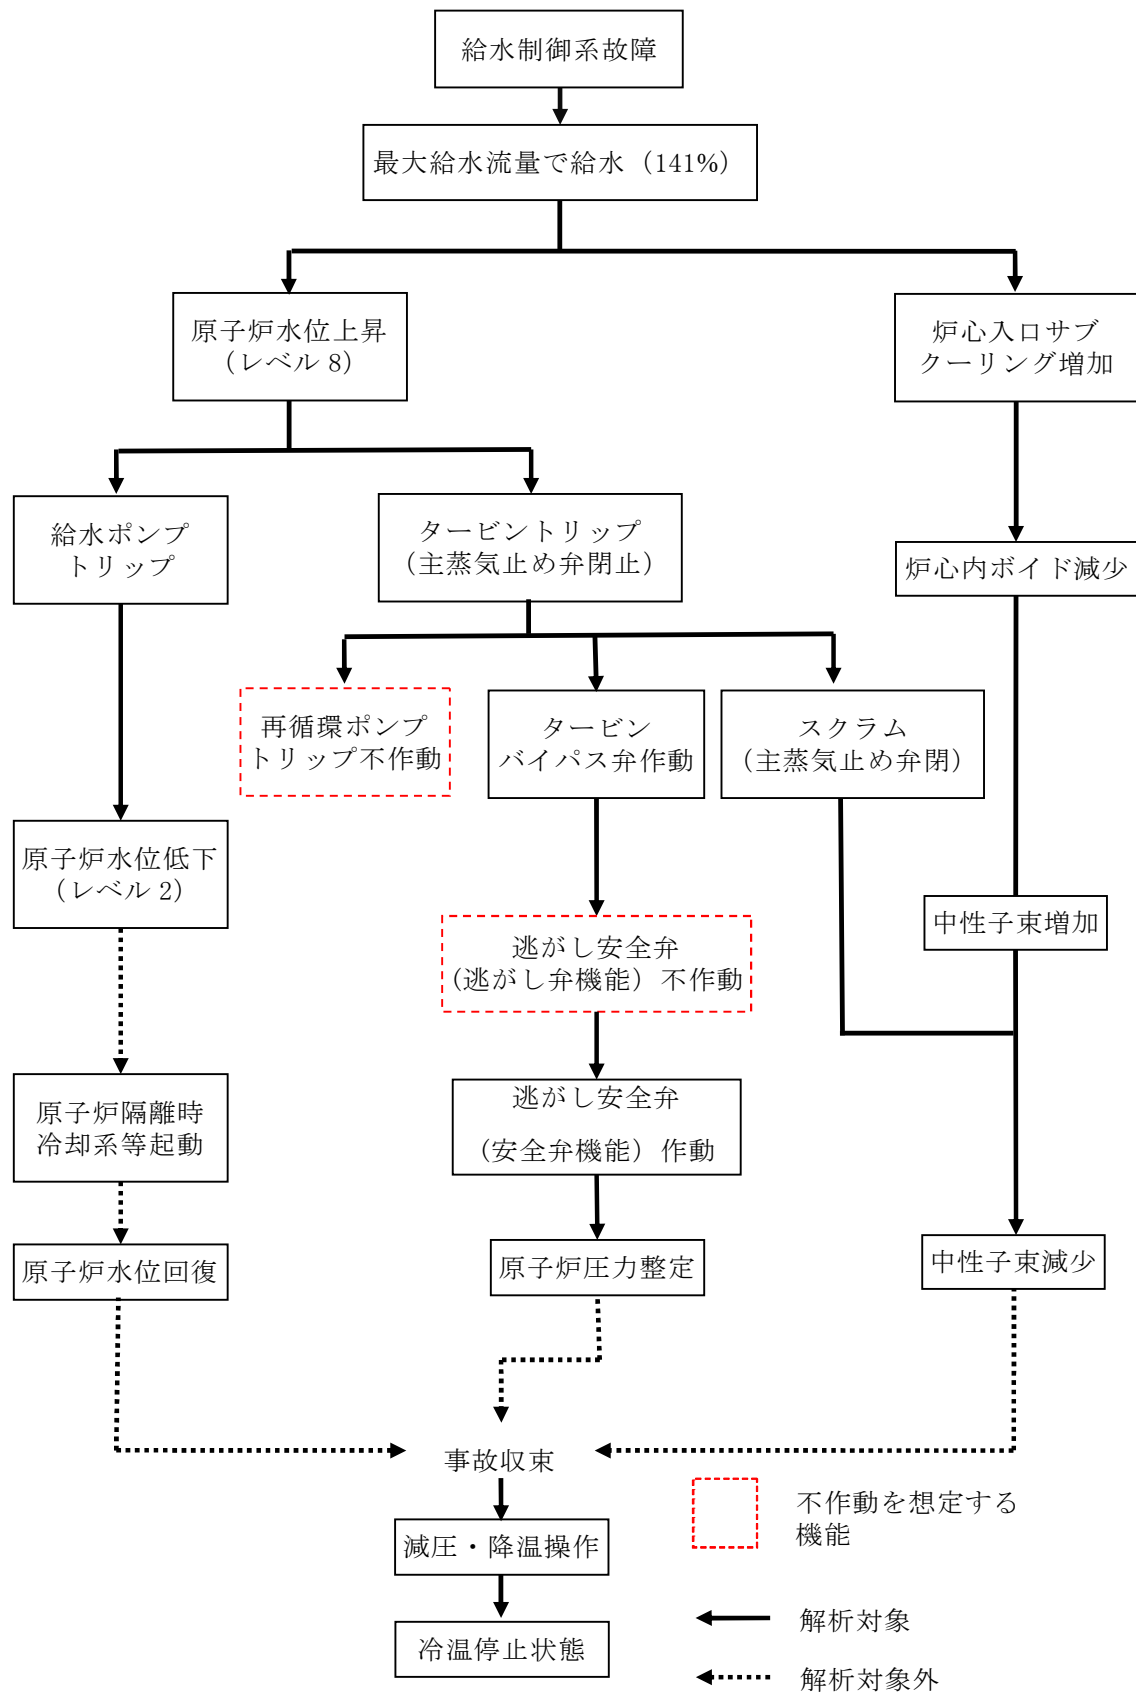 給水制御系故障
最大給水流量で給水（141%）
原子炉水位上昇
（レベル 8）
炉心入口サブ
クーリング増加
給水ポンプ
トリップ
タービントリップ
（主蒸気止め弁閉止）
炉心内ボイド減少
再循環ポンプ
トリップ不作動
タービン
バイパス弁作動
スクラム
（主蒸気止め弁閉）
原子炉水位低下
（レベル 2）
中性子束増加
逃がし安全弁
（逃がし弁機能）不作動
原子炉隔離時
冷却系等起動
逃がし安全弁
（安全弁機能）作動
原子炉水位回復
原子炉圧力整定
中性子束減少
事故収束
減圧・降温操作
冷温停止状態
不作動を想定する
機能
解析対象
解析対象外